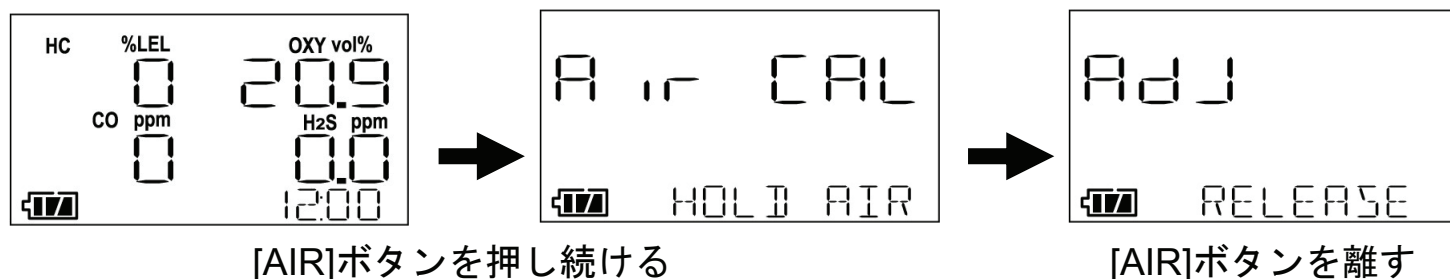 HC %LEL OXY vol%
0 20.9
CO ppm H2S ppm
0 0.0
12:00
Air CAL
HOLD AIR
AdJ
RELEASE
[AIR]ボタンを押し続ける
[AIR]ボタンを離す